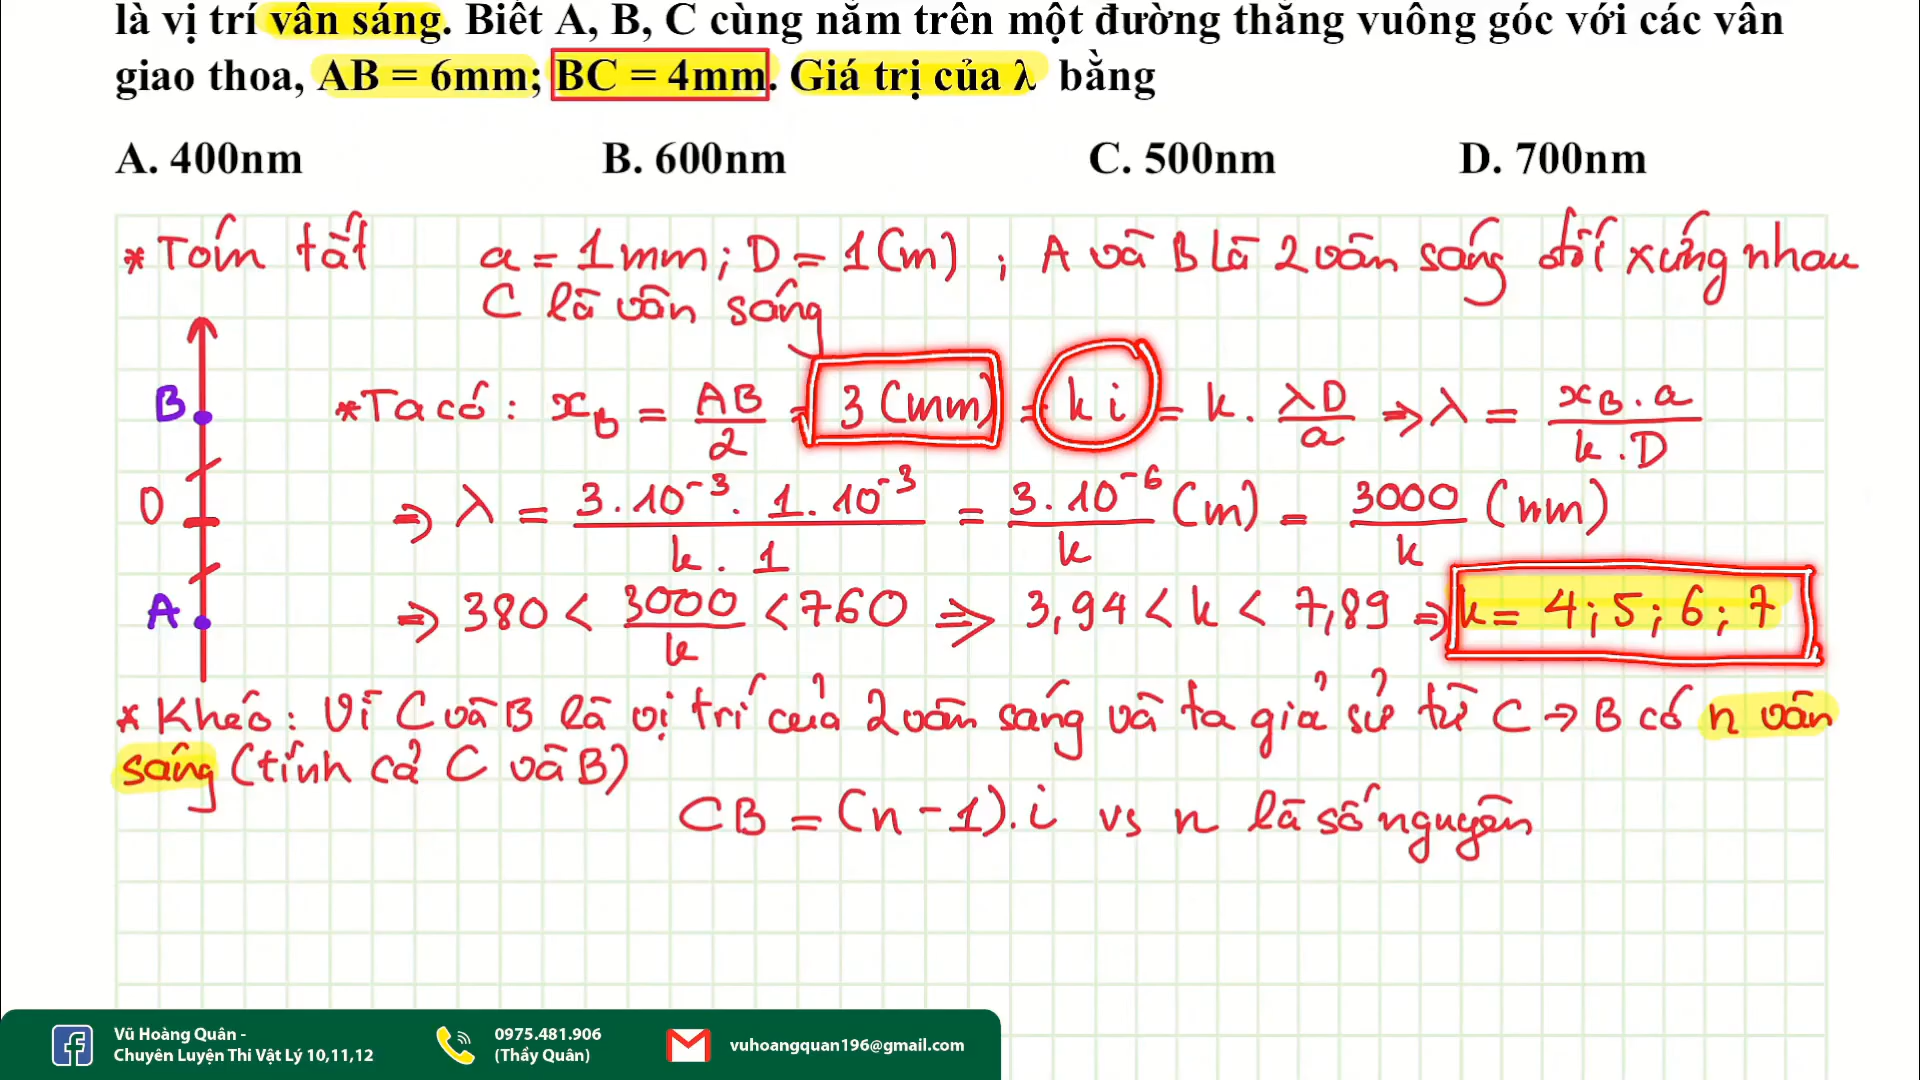 là vị trí vân sáng. Biết A, B, C cùng nằm trên một đường thẳng vuông góc với các vân
giao thoa, AB = 6mm; BC = 4mm. Giá trị của λ bằng
A. 400nm B. 600nm C. 500nm D. 700nm
* Tóm tắt a = 1mm; D = 1(m) ; A và B là 2 vân sáng đối xứng nhau
C là vân sáng
B
* Ta có: x_B = AB/2 = 3(mm) = ki = k. λD/a ⇒ λ = x_B.a/k.D
O
⇒ λ = 3.10⁻³. 1.10⁻³/k.1 = 3.10⁻⁶/k (m) = 3000/k (nm)
A
⇒ 380 < 3000/k < 760 ⇒ 3,94 < k < 7,89 ⇒ k = 4; 5; 6; 7
* Khéo: Vì C và B là vị trí của 2 vân sáng và ta giả sử từ C → B có n vân
sáng (tính cả C và B)
CB = (n - 1).i vs n là số nguyên
Vũ Hoàng Quân -
Chuyên Luyện Thi Vật Lý 10,11,12
0975.481.906
(Thầy Quân)
vuhoangquan196@gmail.com